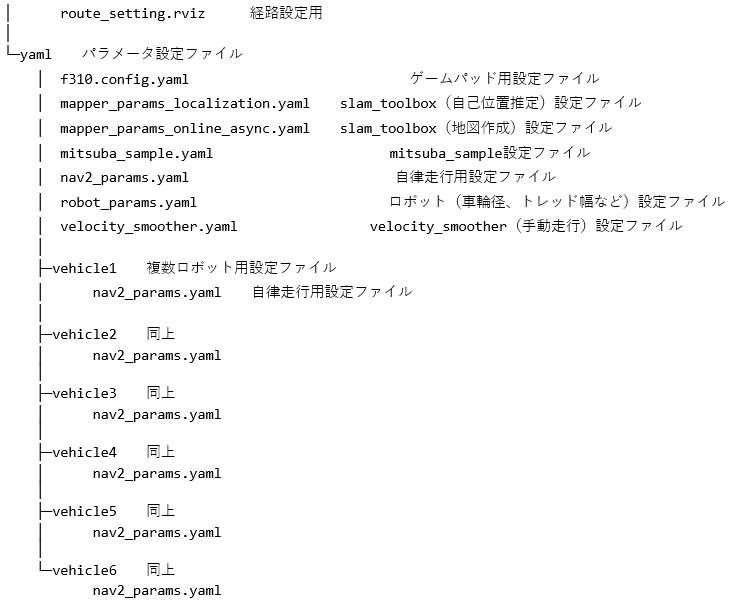 │ route_setting.rviz 経路設定用
│
└─yaml パラメータ設定ファイル
│ f310.config.yaml ゲームパッド用設定ファイル
│ mapper_params_localization.yaml slam_toolbox（自己位置推定）設定ファイル
│ mapper_params_online_async.yaml slam_toolbox（地図作成）設定ファイル
│ mitsuba_sample.yaml mitsuba_sample設定ファイル
│ nav2_params.yaml 自律走行用設定ファイル
│ robot_params.yaml ロボット（車輪径、トレッド幅など）設定ファイル
│ velocity_smoother.yaml velocity_smoother（手動走行）設定ファイル
│
├─vehicle1 複数ロボット用設定ファイル
│ nav2_params.yaml 自律走行用設定ファイル
│
├─vehicle2 同上
│ nav2_params.yaml
│
├─vehicle3 同上
│ nav2_params.yaml
│
├─vehicle4 同上
│ nav2_params.yaml
│
├─vehicle5 同上
│ nav2_params.yaml
│
└─vehicle6 同上
nav2_params.yaml